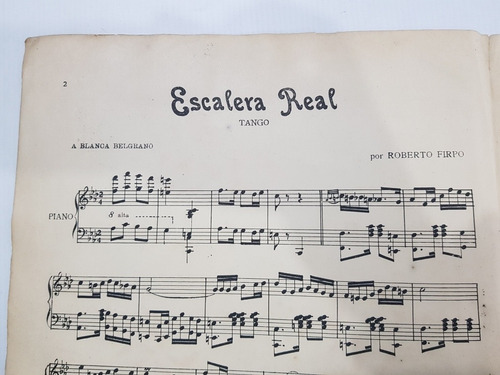 2
Escalera Real
TANGO
A BLANCA BELGRANO
por ROBERTO FIRPO
8 alta
PIANO